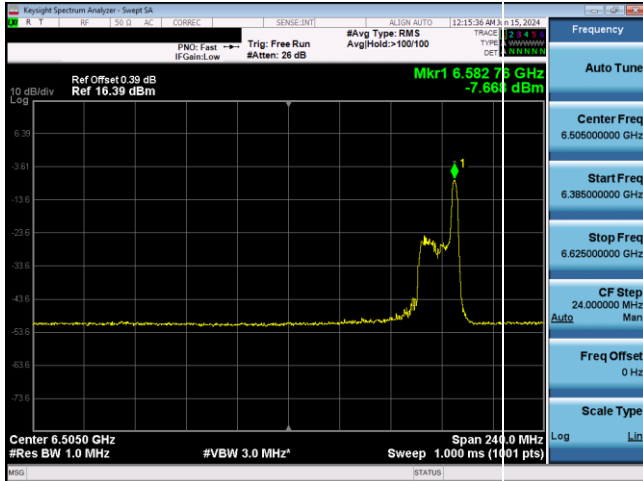 Keysight Spectrum Analyzer - Swept SA
R T RF 50 Ω AC CORREC SENSE:INT ALIGN AUTO 12:15:36 AM Jun 15, 2024
PNO: Fast
IFGain:Low
Trig: Free Run
#Atten: 26 dB
#Avg Type: RMS
Avg|Hold:>100/100
TRACE 1 2 3 4 5 6
TYPE
DET A N N N N N
Mkr1 6.582 76 GHz
-7.668 dBm
Ref Offset 0.39 dB
10 dB/div Ref 16.39 dBm
Log
1
6.39
-3.61
-13.6
-23.6
-33.6
-43.6
-53.6
-63.6
-73.6
Center 6.5050 GHz Span 240.0 MHz
#Res BW 1.0 MHz #VBW 3.0 MHz* Sweep 1.000 ms (1001 pts)
MSG STATUS
Frequency
Auto Tune
Center Freq
6.505000000 GHz
Start Freq
6.385000000 GHz
Stop Freq
6.625000000 GHz
CF Step
24.000000 MHz
Auto Man
Freq Offset
0 Hz
Scale Type
Log Lin